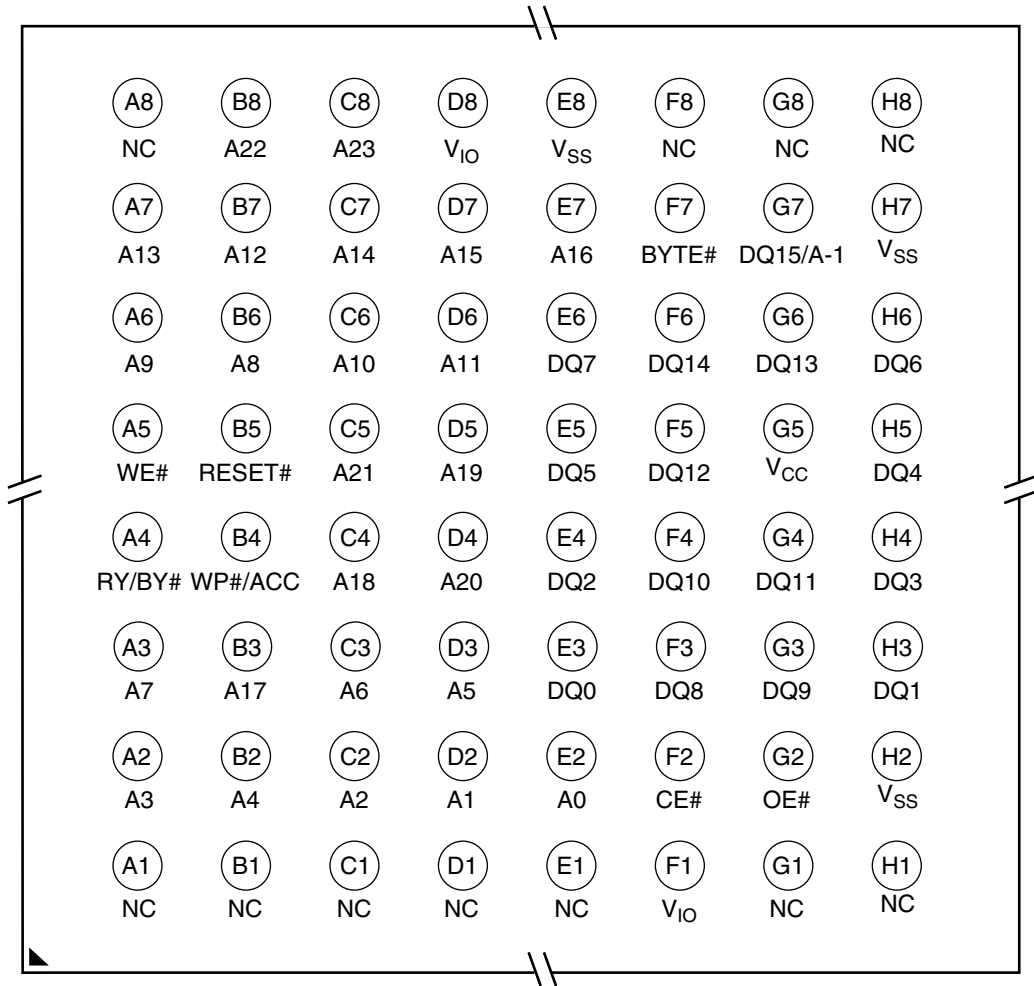 A8 B8 C8 D8 E8 F8 G8 H8
NC A22 A23 VIO VSS NC NC NC
A7 B7 C7 D7 E7 F7 G7 H7
A13 A12 A14 A15 A16 BYTE# DQ15/A-1 VSS
A6 B6 C6 D6 E6 F6 G6 H6
A9 A8 A10 A11 DQ7 DQ14 DQ13 DQ6
A5 B5 C5 D5 E5 F5 G5 H5
WE# RESET# A21 A19 DQ5 DQ12 VCC DQ4
A4 B4 C4 D4 E4 F4 G4 H4
RY/BY# WP#/ACC A18 A20 DQ2 DQ10 DQ11 DQ3
A3 B3 C3 D3 E3 F3 G3 H3
A7 A17 A6 A5 DQ0 DQ8 DQ9 DQ1
A2 B2 C2 D2 E2 F2 G2 H2
A3 A4 A2 A1 A0 CE# OE# VSS
A1 B1 C1 D1 E1 F1 G1 H1
NC NC NC NC NC VIO NC NC